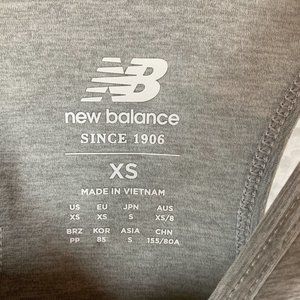 NB
new balance
SINCE 1906
XS
MADE IN VIETNAM
US EU JPN AUS
XS XS S XS/8
BRZ KOR ASIA CHN
PP 85 S 155/80A